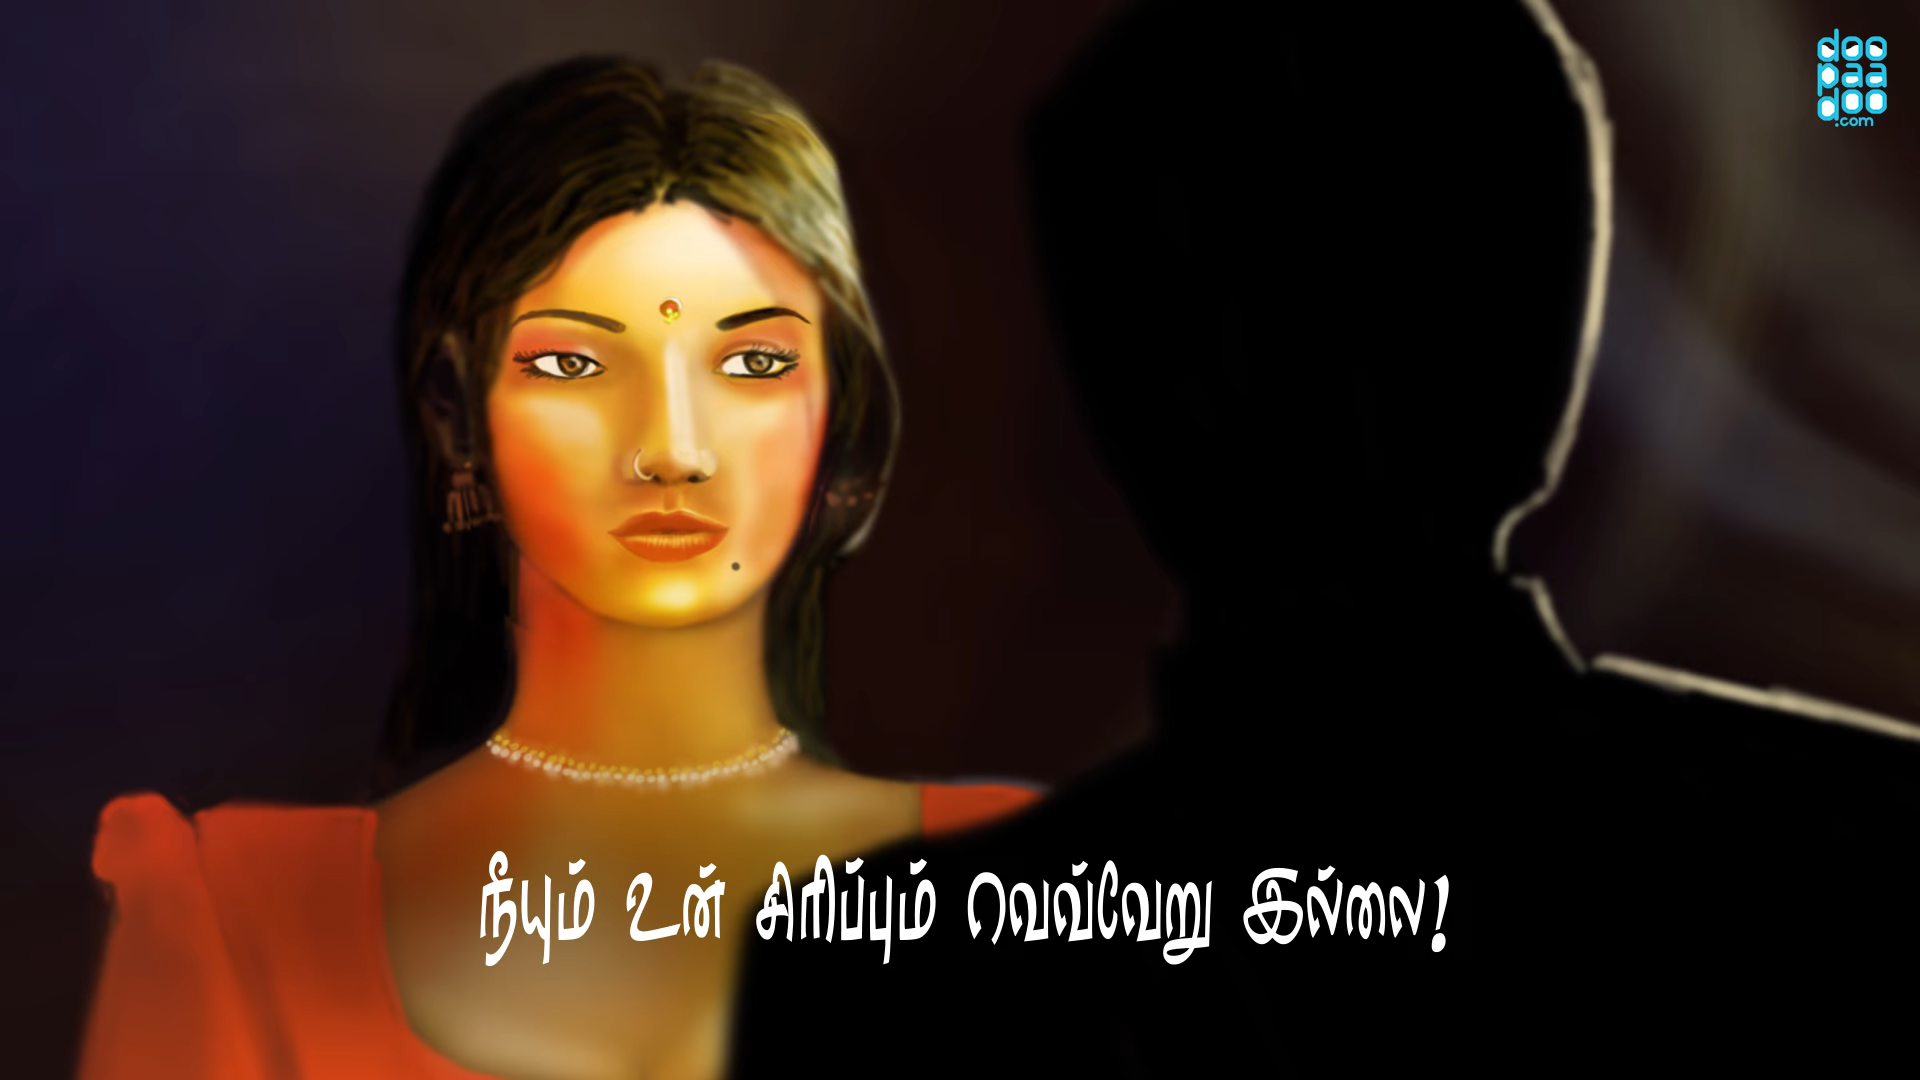 doo
paa
doo
.com
நீயும் உன் சிரிப்பும் வெவ்வேறு இல்லை!